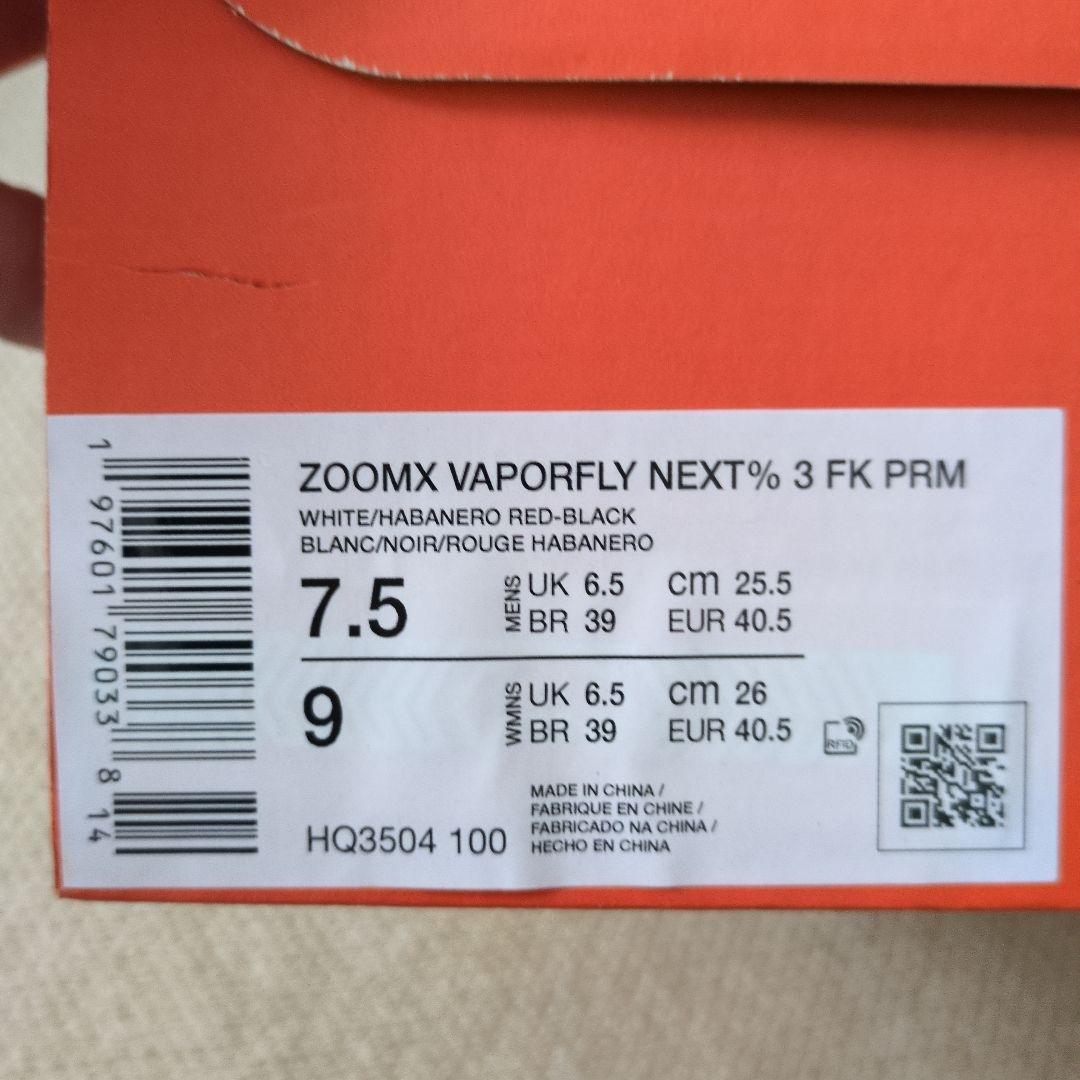 ZOOMX VAPORFLY NEXT% 3 FK PRM
WHITE/HABANERO RED-BLACK
BLANC/NOIR/ROUGE HABANERO
7.5 MENS UK 6.5 cm 25.5
BR 39 EUR 40.5
9 WMNS UK 6.5 cm 26
BR 39 EUR 40.5
RFID
HQ3504 100
MADE IN CHINA /
FABRIQUE EN CHINE /
FABRICADO NA CHINA /
HECHO EN CHINA
1 97601 79033 8 14